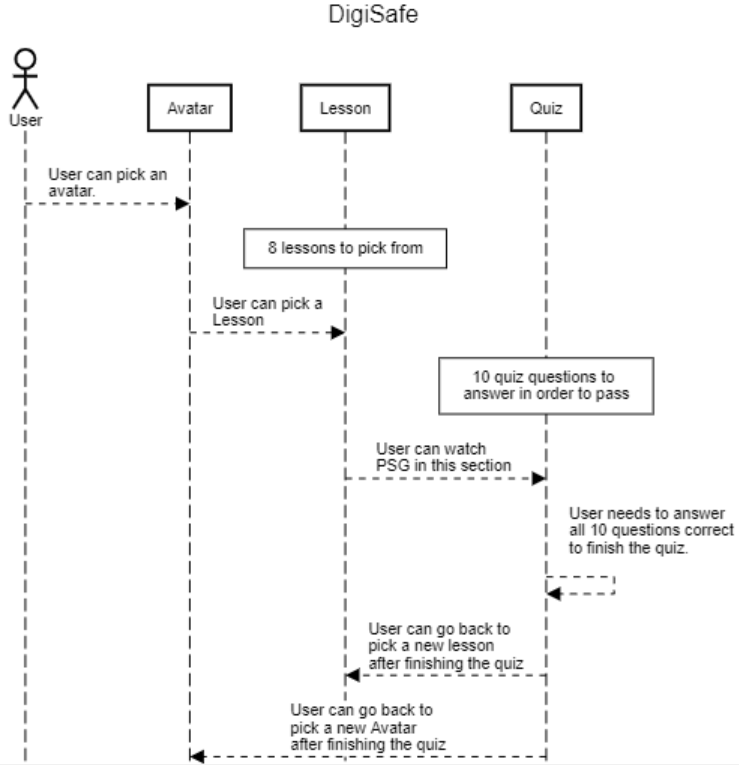 DigiSafe
User
Avatar
Lesson
Quiz
User can pick an
avatar.
8 lessons to pick from
User can pick a
Lesson
10 quiz questions to
answer in order to pass
User can watch
PSG in this section
User needs to answer
all 10 questions correct
to finish the quiz.
User can go back to
pick a new lesson
after finishing the quiz
User can go back to
pick a new Avatar
after finishing the quiz